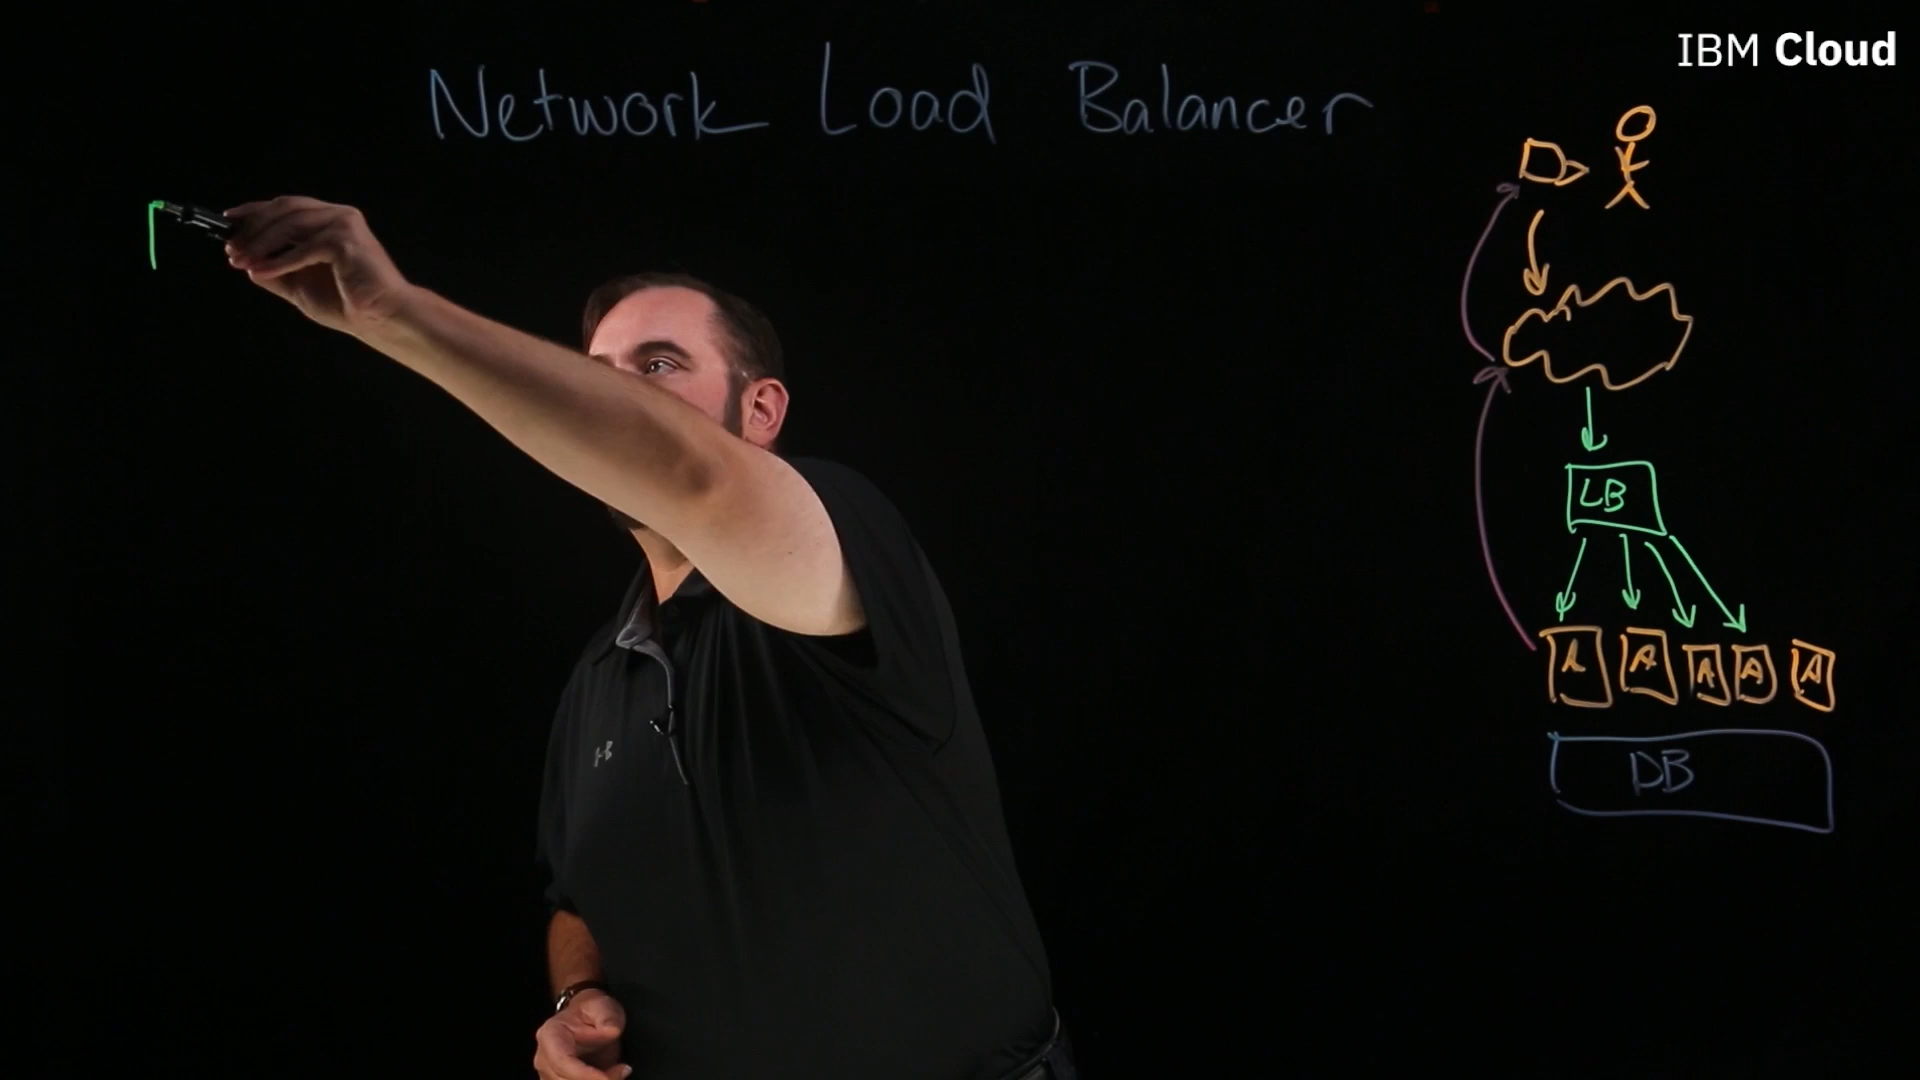 IBM Cloud
Network Load Balancer
LB
A A A A A
DB